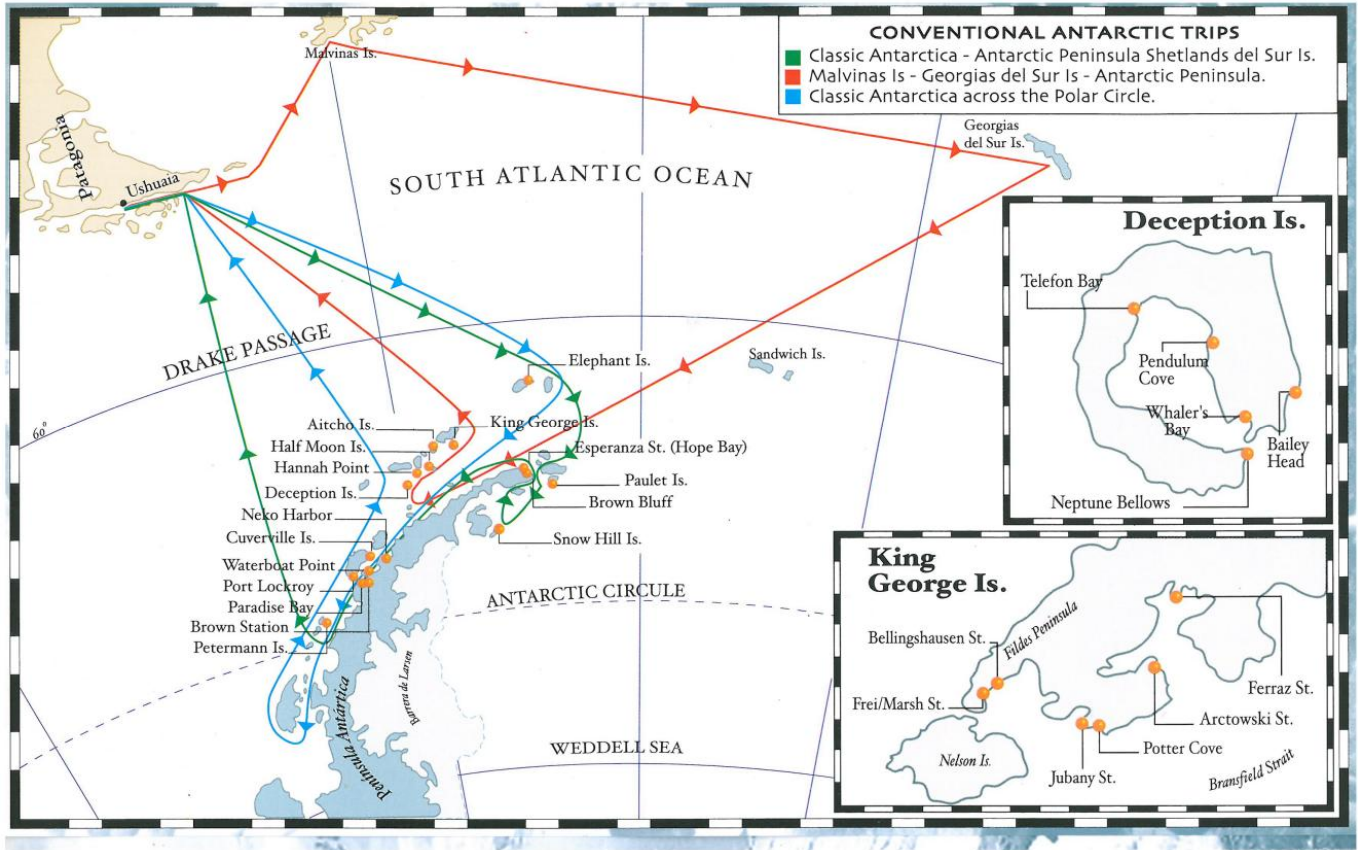 CONVENTIONAL ANTARCTIC TRIPS
Classic Antarctica - Antarctic Peninsula Shetlands del Sur Is.
Malvinas Is - Georgias del Sur Is - Antarctic Peninsula.
Classic Antarctica across the Polar Circle.
Malvinas Is.
Georgias
del Sur Is.
Patagonia
Ushuaia
SOUTH ATLANTIC OCEAN
DRAKE PASSAGE
60°
Elephant Is.
Sandwich Is.
Aitcho Is.
King George Is.
Half Moon Is.
Esperanza St. (Hope Bay)
Hannah Point
Paulet Is.
Deception Is.
Brown Bluff
Neko Harbor
Snow Hill Is.
Cuverville Is.
Waterboat Point
Port Lockroy
Paradise Bay
Brown Station
Petermann Is.
ANTARCTIC CIRCULE
Barrera de Larsen
Peninsula Antártica
WEDDELL SEA
Deception Is.
Telefon Bay
Pendulum
Cove
Whaler's
Bay
Bailey
Head
Neptune Bellows
King
George Is.
Fildes Peninsula
Bellingshausen St.
Frei/Marsh St.
Ferraz St.
Arctowski St.
Potter Cove
Jubany St.
Nelson Is.
Bransfield Strait